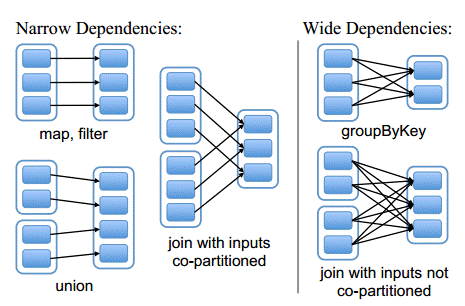 Narrow Dependencies:
Wide Dependencies:
map, filter
groupByKey
join with inputs
co-partitioned
union
join with inputs not
co-partitioned